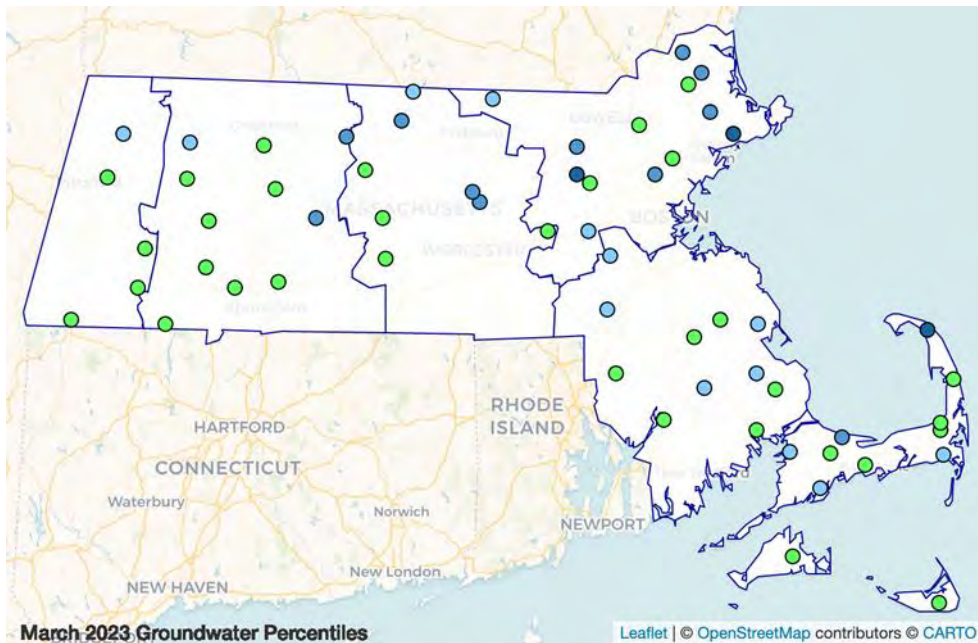 LOWELL
MASSACHUSETTS
BOSTON
WORCESTER
RHODE
ISLAND
HARTFORD
CONNECTICUT
Waterbury
Norwich
NEWPORT
New London
NEW HAVEN
March 2023 Groundwater Percentiles
Leaflet | © OpenStreetMap contributors © CARTO